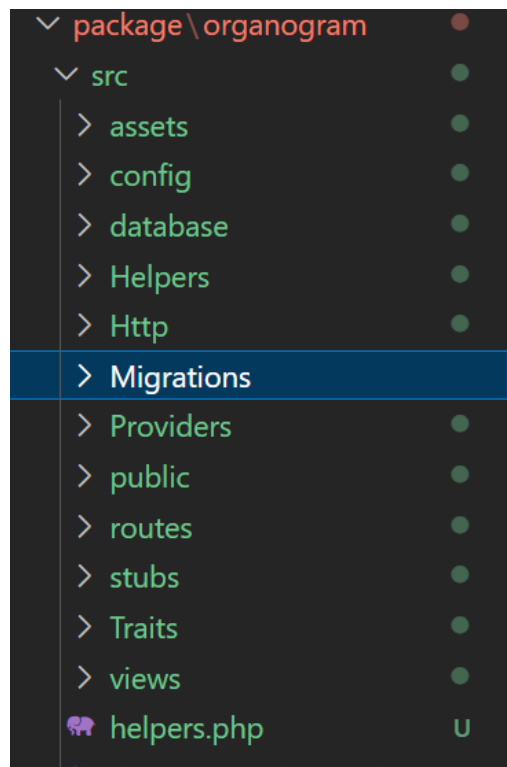 package\organogram
src
assets
config
database
Helpers
Http
Migrations
Providers
public
routes
stubs
Traits
views
helpers.php U